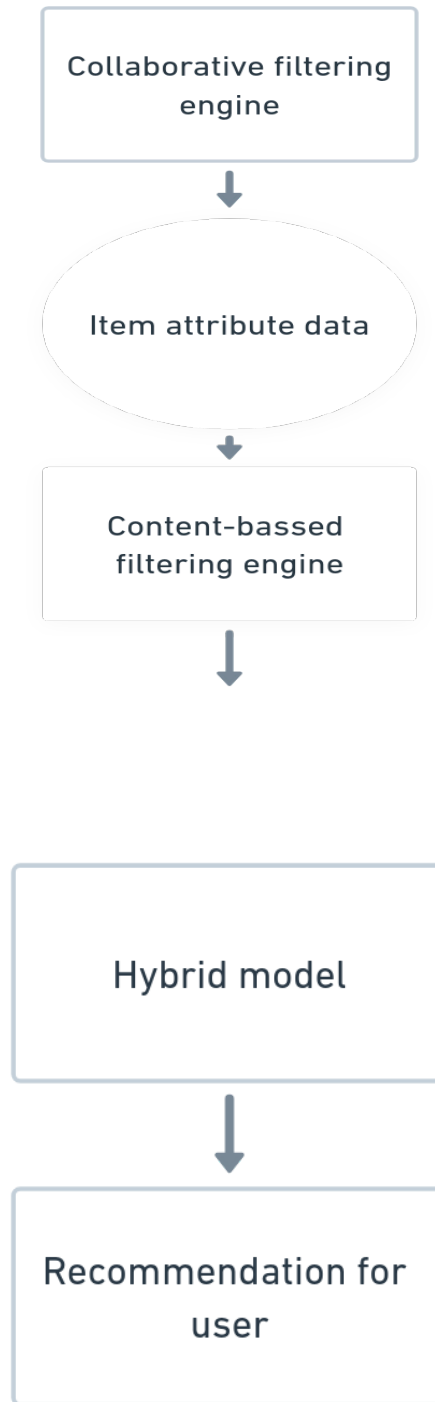 Collaborative filtering
engine
Item attribute data
Content-bassed
filtering engine
Hybrid model
Recommendation for
user